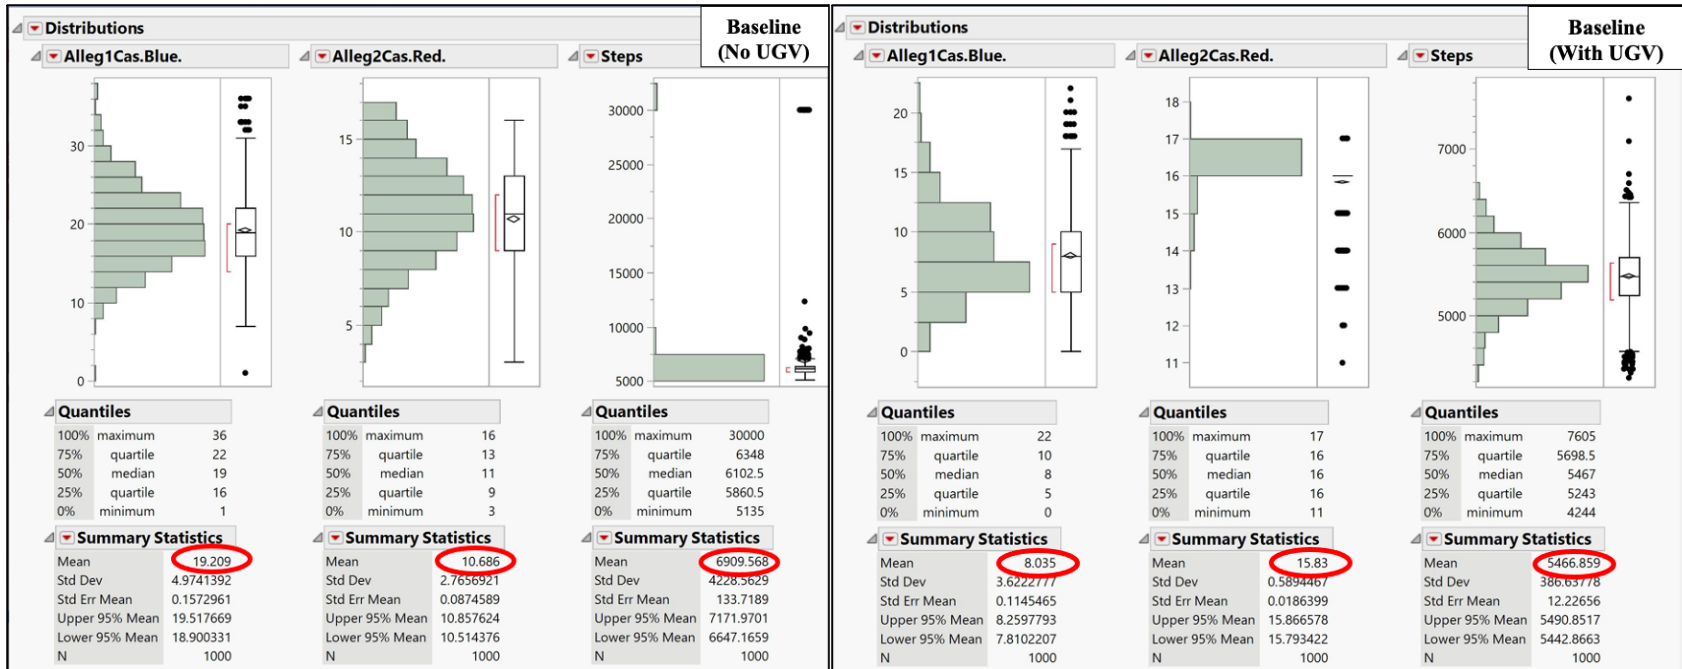 Distributions
Baseline
(No UGV)
Alleg1Cas.Blue.
Alleg2Cas.Red.
Steps
30
20
10
0
15
10
5
30000
25000
20000
15000
10000
5000
Quantiles
100% maximum 36
75% quartile 22
50% median 19
25% quartile 16
0% minimum 1
Quantiles
100% maximum 16
75% quartile 13
50% median 11
25% quartile 9
0% minimum 3
Quantiles
100% maximum 30000
75% quartile 6348
50% median 6102.5
25% quartile 5860.5
0% minimum 5135
Summary Statistics
Mean 19.209
Std Dev 4.9741392
Std Err Mean 0.1572961
Upper 95% Mean 19.517669
Lower 95% Mean 18.900331
N 1000
Summary Statistics
Mean 10.686
Std Dev 2.7656921
Std Err Mean 0.0874589
Upper 95% Mean 10.857624
Lower 95% Mean 10.514376
N 1000
Summary Statistics
Mean 6909.568
Std Dev 4228.5629
Std Err Mean 133.7189
Upper 95% Mean 7171.9701
Lower 95% Mean 6647.1659
N 1000
Distributions
Baseline
(With UGV)
Alleg1Cas.Blue.
Alleg2Cas.Red.
Steps
20
15
10
5
0
18
17
16
15
14
13
12
11
7000
6000
5000
Quantiles
100% maximum 22
75% quartile 10
50% median 8
25% quartile 5
0% minimum 0
Quantiles
100% maximum 17
75% quartile 16
50% median 16
25% quartile 16
0% minimum 11
Quantiles
100% maximum 7605
75% quartile 5698.5
50% median 5467
25% quartile 5243
0% minimum 4244
Summary Statistics
Mean 8.035
Std Dev 3.6222777
Std Err Mean 0.1145465
Upper 95% Mean 8.2597793
Lower 95% Mean 7.8102207
N 1000
Summary Statistics
Mean 15.83
Std Dev 0.5894467
Std Err Mean 0.0186399
Upper 95% Mean 15.866578
Lower 95% Mean 15.793422
N 1000
Summary Statistics
Mean 5466.859
Std Dev 386.63778
Std Err Mean 12.22656
Upper 95% Mean 5490.8517
Lower 95% Mean 5442.8663
N 1000